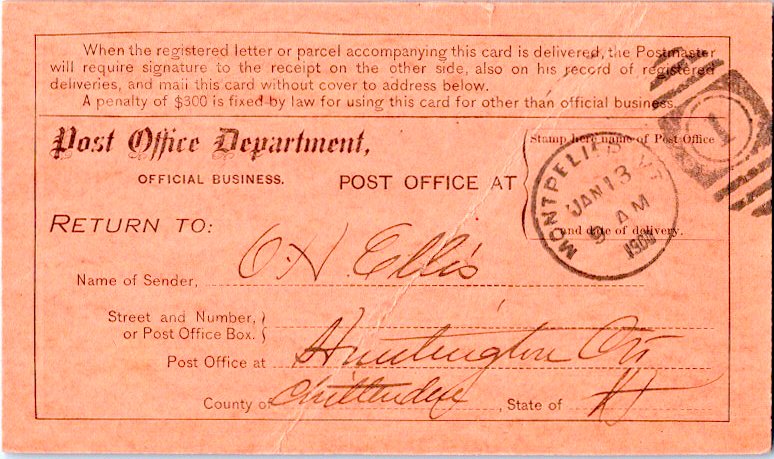 When the registered letter or parcel accompanying this card is delivered, the Postmaster
will require signature to the receipt on the other side, also on his record of registered
deliveries, and mail this card without cover to address below.
A penalty of $300 is fixed by law for using this card for other than official business.
Post Office Department,
OFFICIAL BUSINESS.
POST OFFICE AT
Stamp here name of Post Office
and date of delivery.
MONTPELIER VT
JAN 13
9 AM
1
RETURN TO:
Name of Sender, O. H. Ellis
Street and Number,
or Post Office Box.
Post Office at Huntington
County of Chittenden, State of Vt